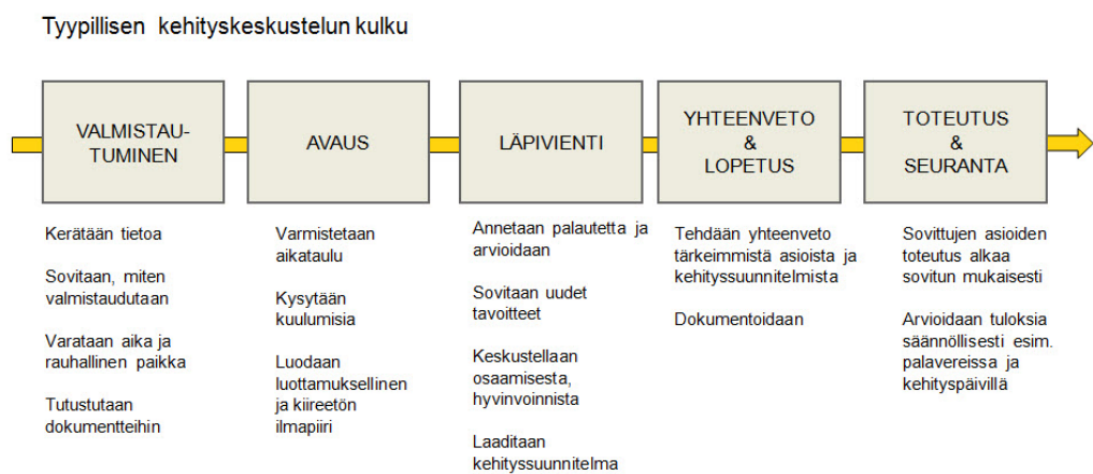 Tyypillisen kehityskeskustelun kulku
VALMISTAU-
TUMINEN
Kerätään tietoa
Sovitaan, miten
valmistaudutaan
Varataan aika ja
rauhallinen paikka
Tutustutaan
dokumentteihin
AVAUS
Varmistetaan
aikataulu
Kysytään
kuulumisia
Luodaan
luottamuksellinen
ja kiireetön
ilmapiiri
LÄPIVIENTI
Annetaan palautetta ja
arvioidaan
Sovitaan uudet
tavoitteet
Keskustellaan
osaamisesta,
hyvinvoinnista
Laaditaan
kehityssuunnitelma
YHTEENVETO
&
LOPETUS
Tehdään yhteenveto
tärkeimmistä asioista ja
kehityssuunnitelmista
Dokumentoidaan
TOTEUTUS
&
SEURANTA
Sovittujen asioiden
toteutus alkaa
sovitun mukaisesti
Arvioidaan tuloksia
säännöllisesti esim.
palavereissa ja
kehityspäivillä